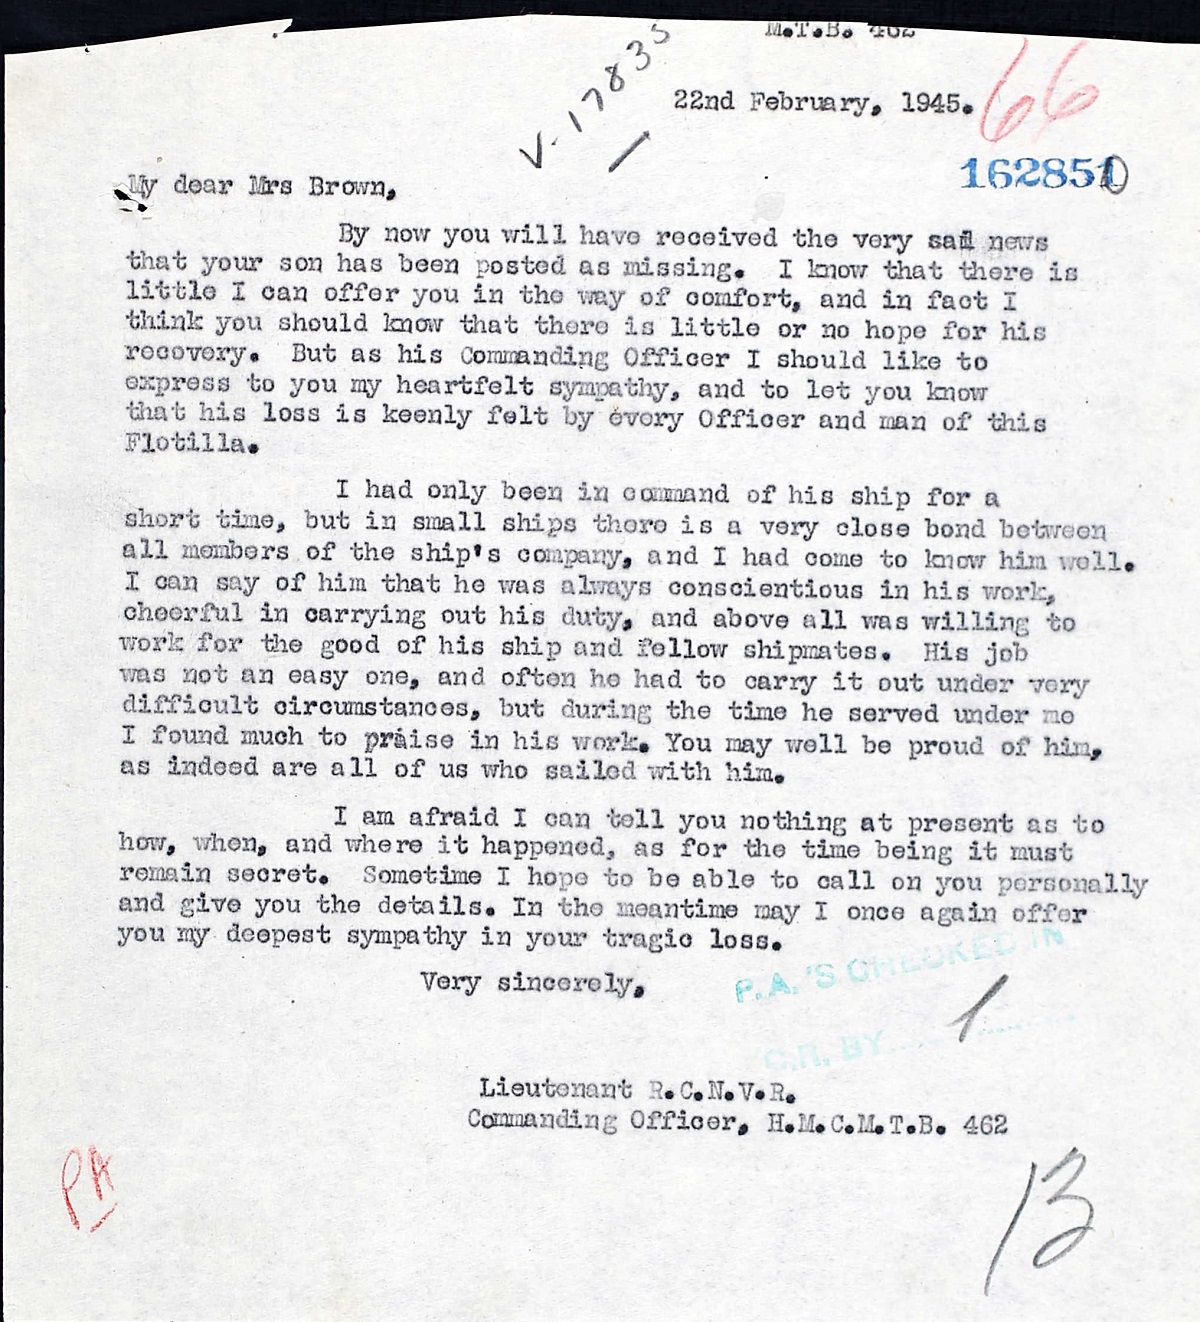 M.T.B. 462
V-17835
22nd February, 1945.
66
162851
My dear Mrs Brown,
By now you will have received the very sad news
that your son has been posted as missing. I know that there is
little I can offer you in the way of comfort, and in fact I
think you should know that there is little or no hope for his
recovery. But as his Commanding Officer I should like to
express to you my heartfelt sympathy, and to let you know
that his loss is keenly felt by every Officer and man of this
Flotilla.
I had only been in command of his ship for a
short time, but in small ships there is a very close bond between
all members of the ship's company, and I had come to know him well.
I can say of him that he was always conscientious in his work,
cheerful in carrying out his duty, and above all was willing to
work for the good of his ship and fellow shipmates. His job
was not an easy one, and often he had to carry it out under very
difficult circumstances, but during the time he served under me
I found much to praise in his work. You may well be proud of him,
as indeed are all of us who sailed with him.
I am afraid I can tell you nothing at present as to
how, when, and where it happened, as for the time being it must
remain secret. Sometime I hope to be able to call on you personally
and give you the details. In the meantime may I once again offer
you my deepest sympathy in your tragic loss.
Very sincerely,
P.A.'S CHECKED IN
C.R. BY
Lieutenant R.C.N.V.R.
Commanding Officer, H.M.C.M.T.B. 462
PA
13